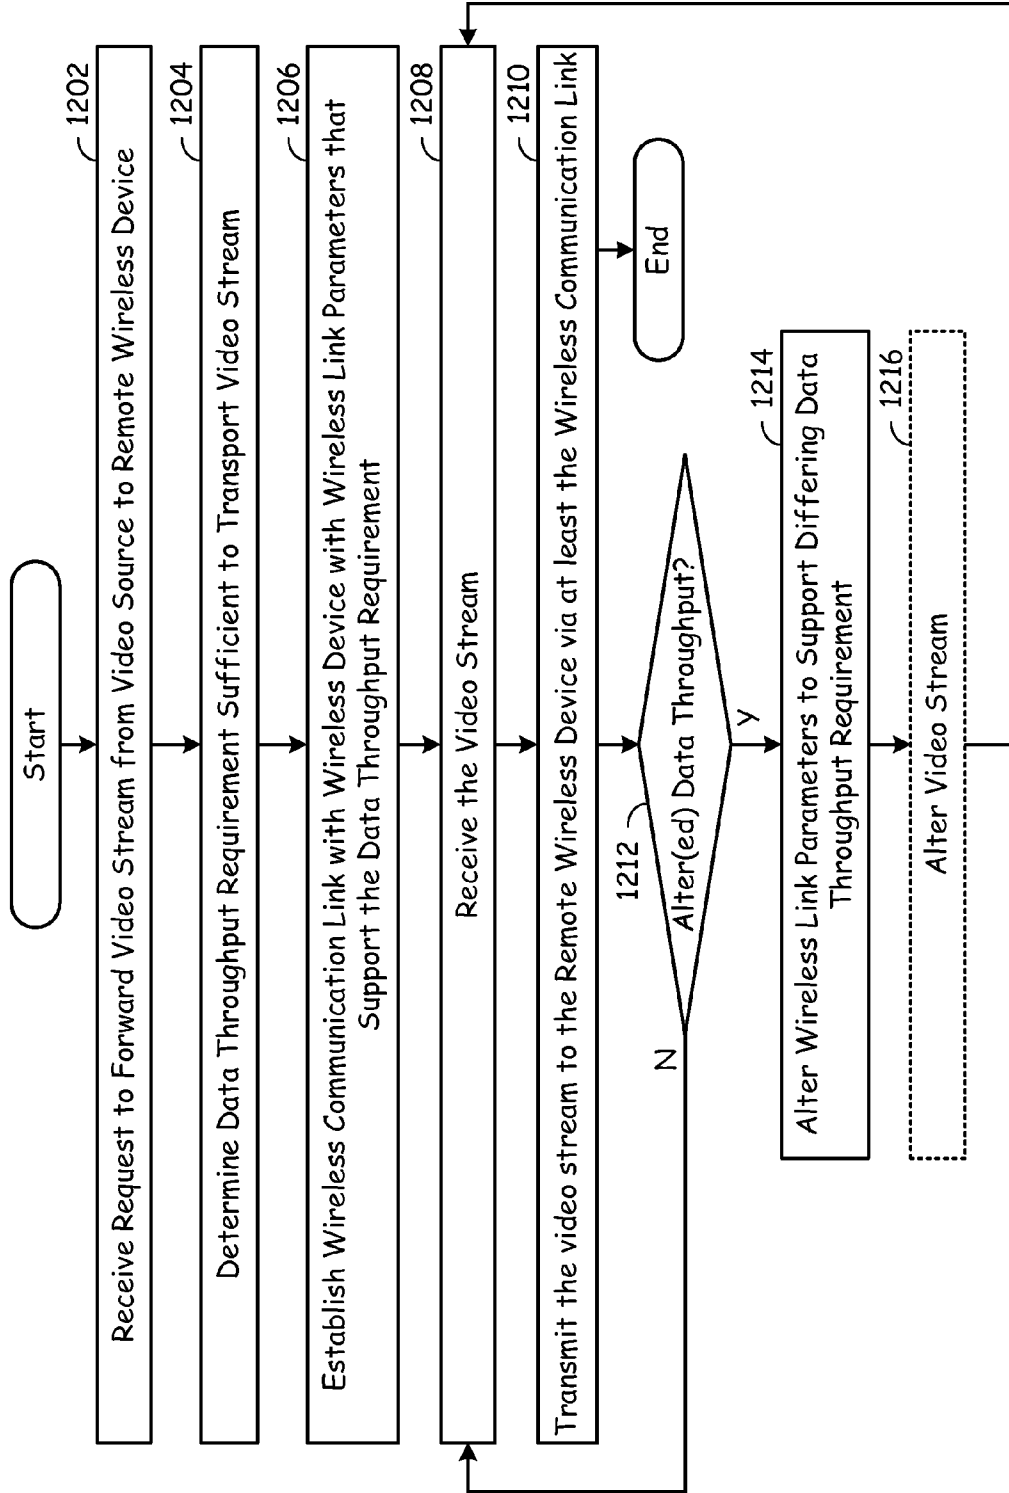 Start
1202
Receive Request to Forward Video Stream from Video Source to Remote Wireless Device
1204
Determine Data Throughput Requirement Sufficient to Transport Video Stream
1206
Establish Wireless Communication Link with Wireless Device with Wireless Link Parameters that
Support the Data Throughput Requirement
1208
Receive the Video Stream
1210
Transmit the video stream to the Remote Wireless Device via at least the Wireless Communication Link
End
1212
Alter(ed) Data Throughput?
N
Y
1214
Alter Wireless Link Parameters to Support Differing Data
Throughput Requirement
1216
Alter Video Stream